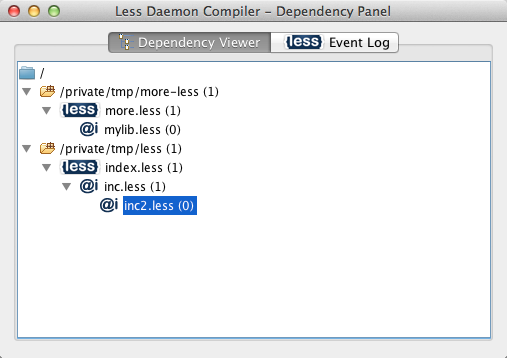 Less Daemon Compiler – Dependency Panel
Dependency Viewer {less} Event Log
/
/private/tmp/more-less (1)
{less} more.less (1)
@i mylib.less (0)
/private/tmp/less (1)
{less} index.less (1)
@i inc.less (1)
@i inc2.less (0)